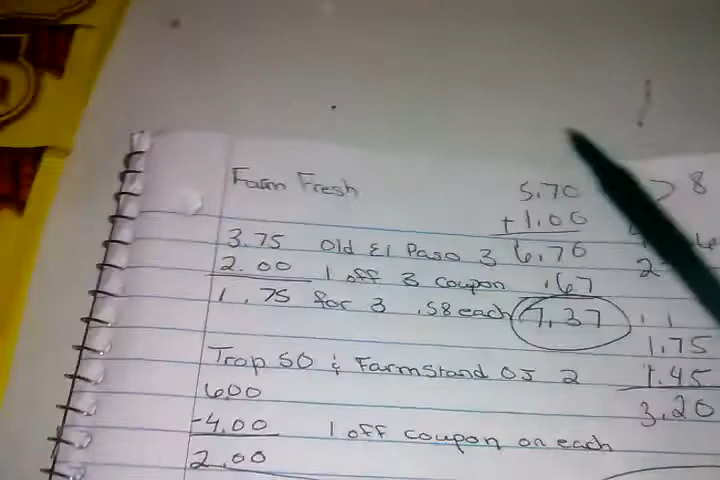 Farm Fresh
5.70
8
+1.06
3.75 Old El Paso 3 6.76
2.00 1 off 3 coupon .67
2
1.75 for 3 .58 each 7.37
1.75
Trop 50 & FarmStand OJ 2
1.45
6.00
3.20
-4.00 1 off coupon on each
2.00